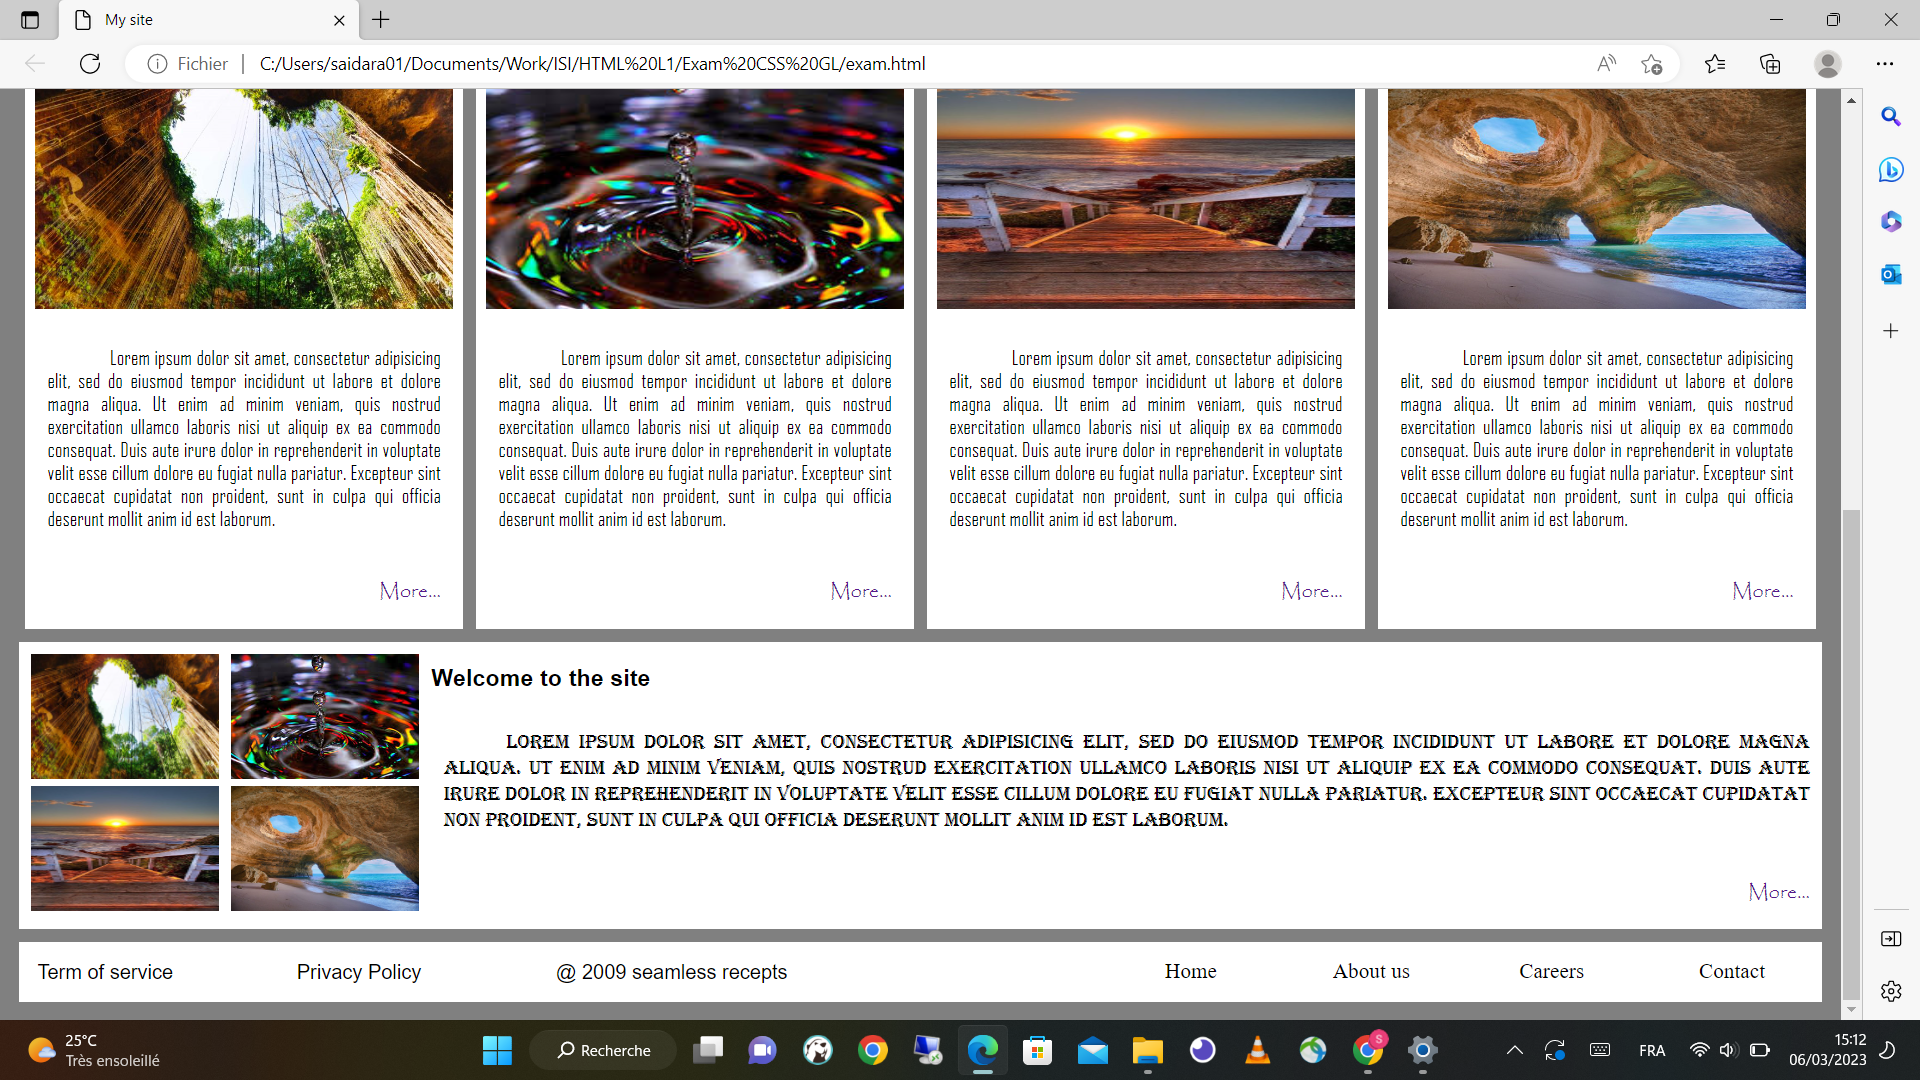 My site
Fichier
C:/Users/saidara01/Documents/Work/ISI/HTML%20L1/Exam%20CSS%20GL/exam.html
Lorem ipsum dolor sit amet, consectetur adipisicing
elit, sed do eiusmod tempor incididunt ut labore et dolore
magna aliqua. Ut enim ad minim veniam, quis nostrud
exercitation ullamco laboris nisi ut aliquip ex ea commodo
consequat. Duis aute irure dolor in reprehenderit in voluptate
velit esse cillum dolore eu fugiat nulla pariatur. Excepteur sint
occaecat cupidatat non proident, sunt in culpa qui officia
deserunt mollit anim id est laborum.
More...
Lorem ipsum dolor sit amet, consectetur adipisicing
elit, sed do eiusmod tempor incididunt ut labore et dolore
magna aliqua. Ut enim ad minim veniam, quis nostrud
exercitation ullamco laboris nisi ut aliquip ex ea commodo
consequat. Duis aute irure dolor in reprehenderit in voluptate
velit esse cillum dolore eu fugiat nulla pariatur. Excepteur sint
occaecat cupidatat non proident, sunt in culpa qui officia
deserunt mollit anim id est laborum.
More...
Lorem ipsum dolor sit amet, consectetur adipisicing
elit, sed do eiusmod tempor incididunt ut labore et dolore
magna aliqua. Ut enim ad minim veniam, quis nostrud
exercitation ullamco laboris nisi ut aliquip ex ea commodo
consequat. Duis aute irure dolor in reprehenderit in voluptate
velit esse cillum dolore eu fugiat nulla pariatur. Excepteur sint
occaecat cupidatat non proident, sunt in culpa qui officia
deserunt mollit anim id est laborum.
More...
Lorem ipsum dolor sit amet, consectetur adipisicing
elit, sed do eiusmod tempor incididunt ut labore et dolore
magna aliqua. Ut enim ad minim veniam, quis nostrud
exercitation ullamco laboris nisi ut aliquip ex ea commodo
consequat. Duis aute irure dolor in reprehenderit in voluptate
velit esse cillum dolore eu fugiat nulla pariatur. Excepteur sint
occaecat cupidatat non proident, sunt in culpa qui officia
deserunt mollit anim id est laborum.
More...
Welcome to the site
LOREM IPSUM DOLOR SIT AMET, CONSECTETUR ADIPISICING ELIT, SED DO EIUSMOD TEMPOR INCIDIDUNT UT LABORE ET DOLORE MAGNA
ALIQUA. UT ENIM AD MINIM VENIAM, QUIS NOSTRUD EXERCITATION ULLAMCO LABORIS NISI UT ALIQUIP EX EA COMMODO CONSEQUAT. DUIS AUTE
IRURE DOLOR IN REPREHENDERIT IN VOLUPTATE VELIT ESSE CILLUM DOLORE EU FUGIAT NULLA PARIATUR. EXCEPTEUR SINT OCCAECAT CUPIDATAT
NON PROIDENT, SUNT IN CULPA QUI OFFICIA DESERUNT MOLLIT ANIM ID EST LABORUM.
More...
Term of service
Privacy Policy
@ 2009 seamless recepts
Home
About us
Careers
Contact
25°C
Très ensoleillé
Recherche
S
FRA
15:12
06/03/2023